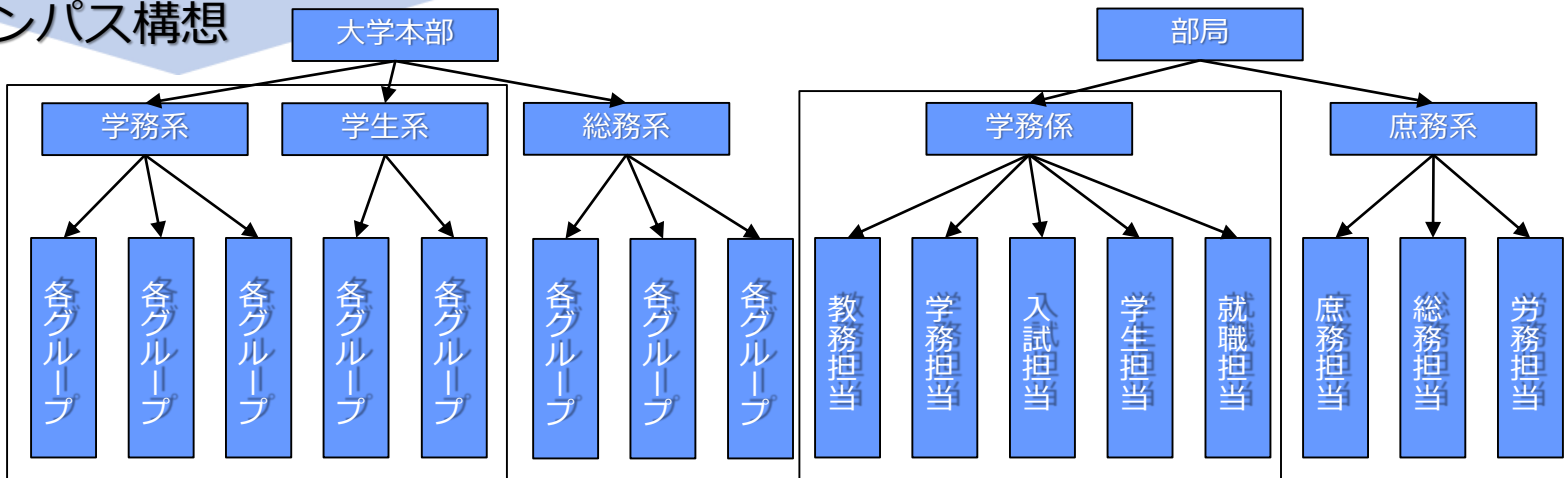 ンパス構想
大学本部
部局
学務系
学生系
総務系
学務係
庶務系
各グループ
各グループ
各グループ
各グループ
各グループ
各グループ
各グループ
各グループ
教務担当
学務担当
入試担当
学生担当
就職担当
庶務担当
総務担当
労務担当